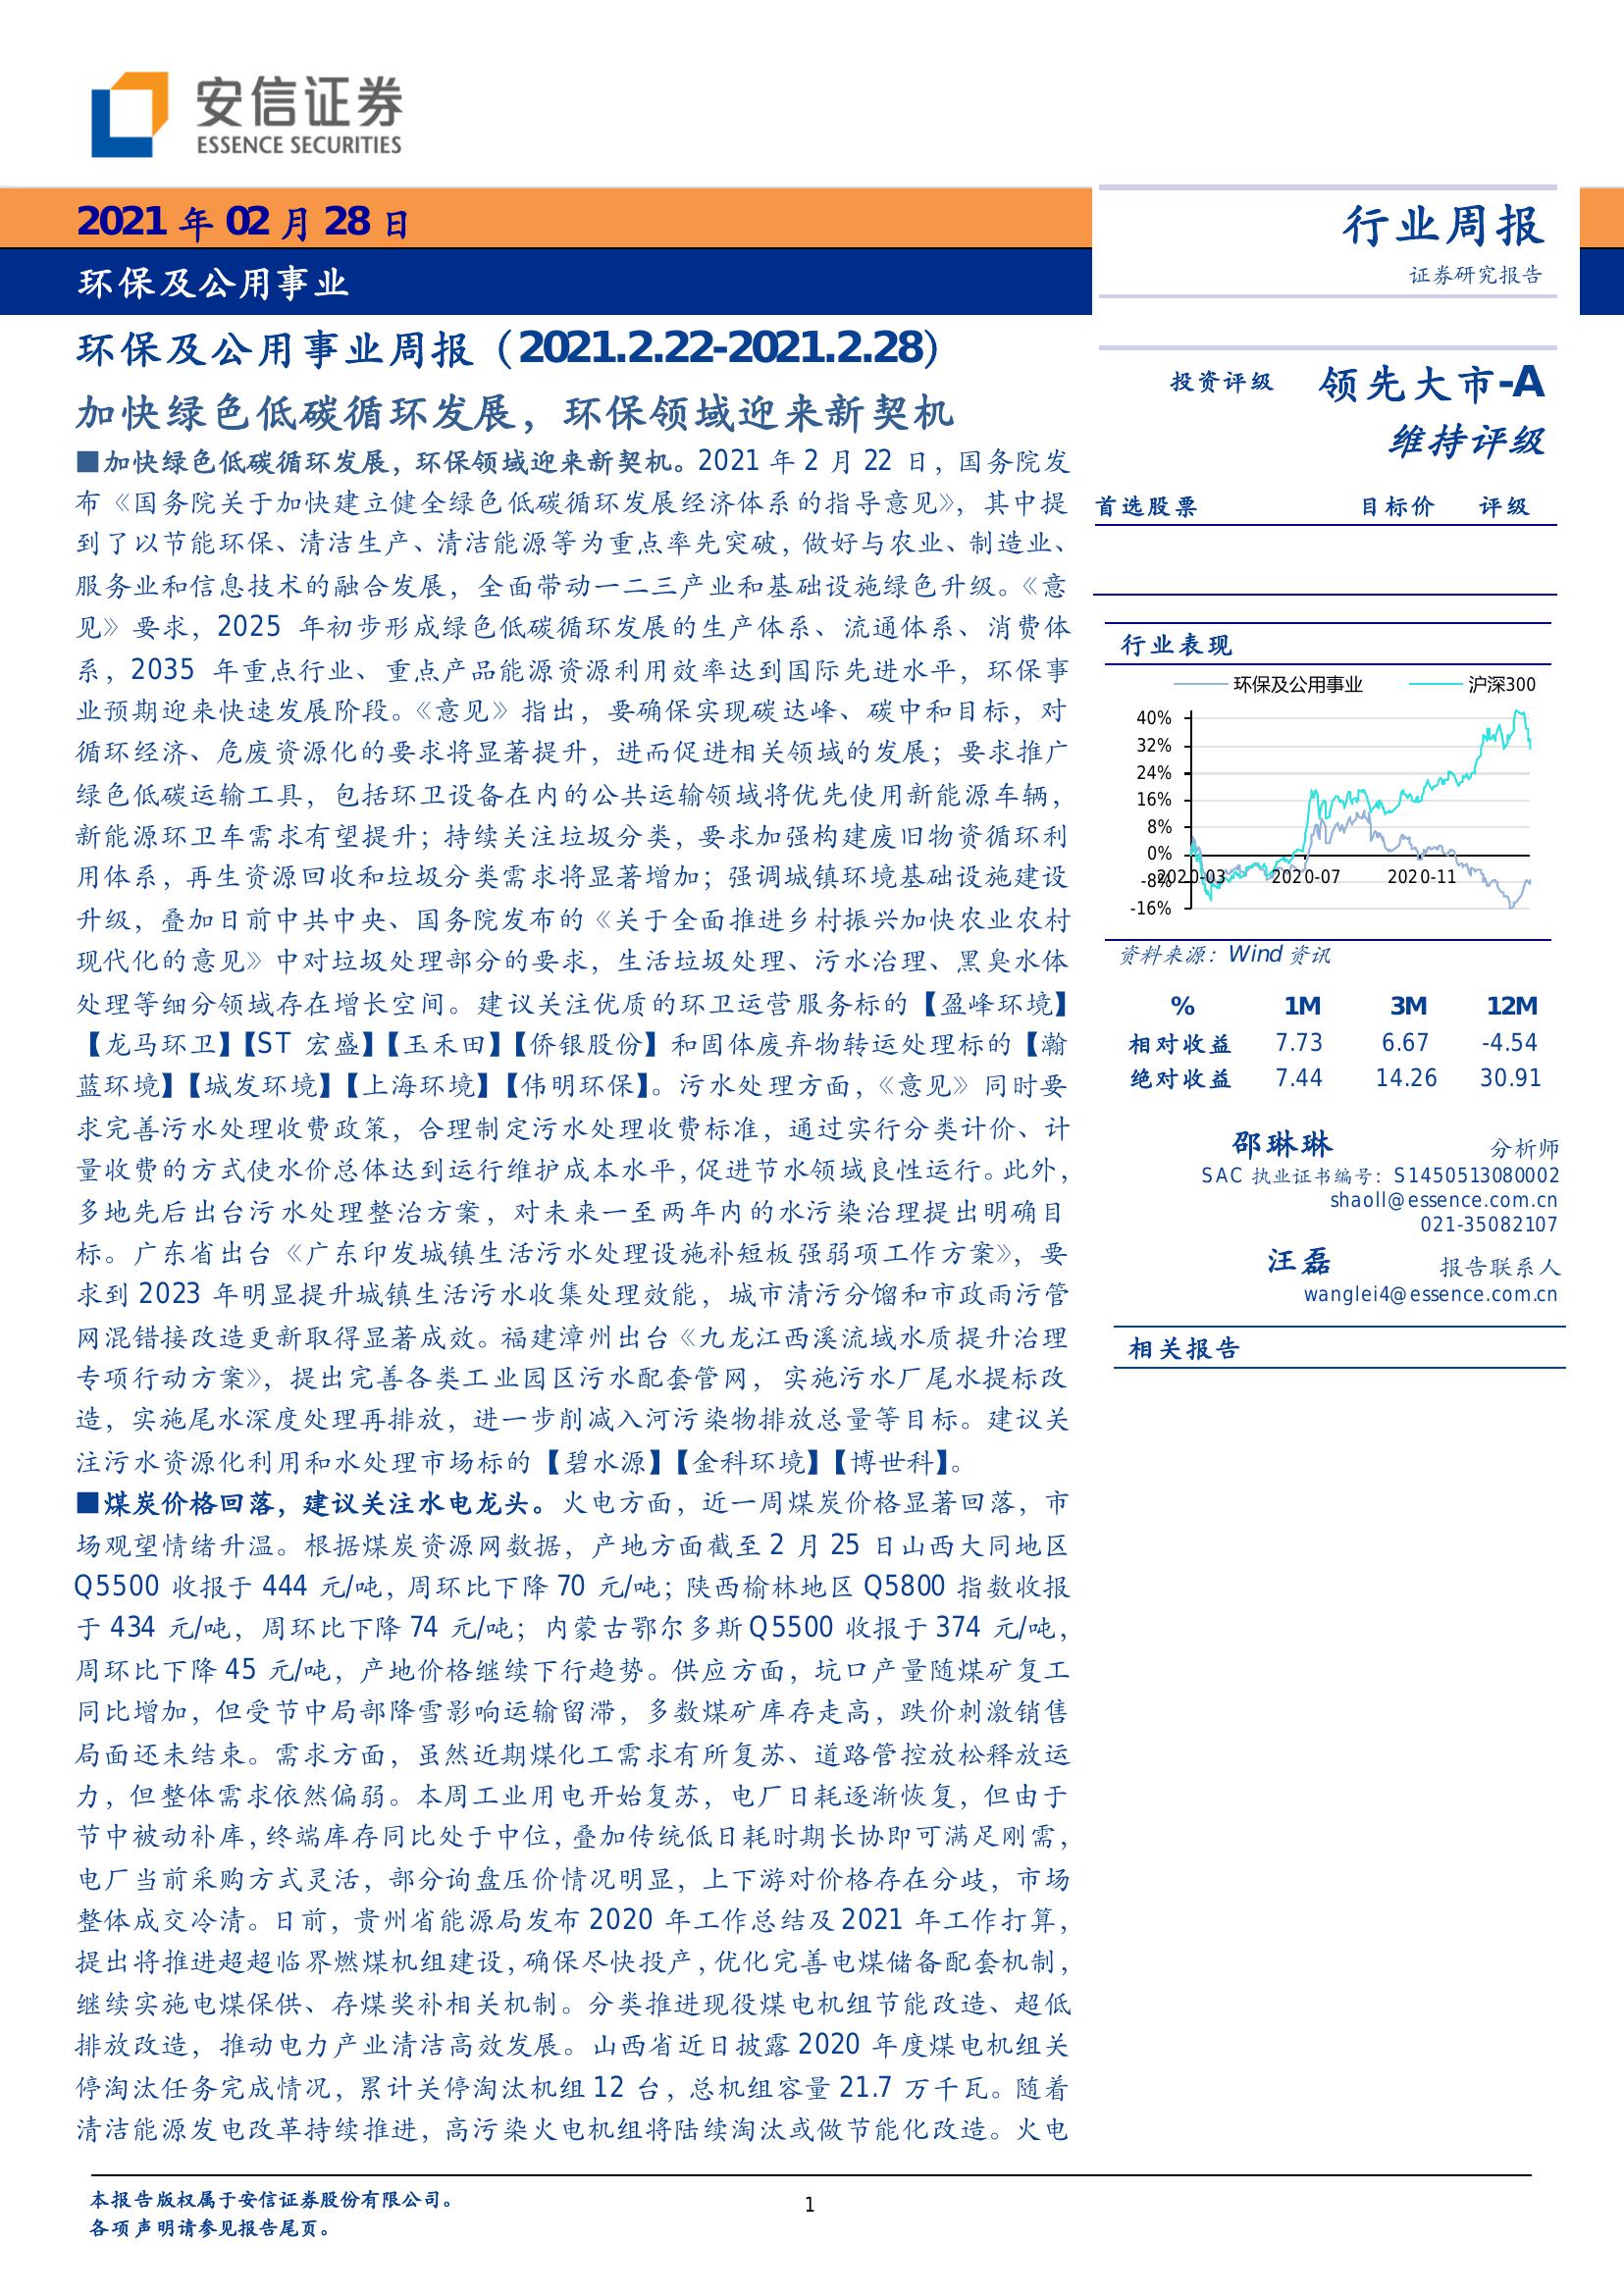 安信证券
ESSENCE SECURITIES
2021 年 02 月 28 日
环保及公用事业
行业周报
证券研究报告
环保及公用事业周报（2021.2.22-2021.2.28）
加快绿色低碳循环发展，环保领域迎来新契机
■加快绿色低碳循环发展，环保领域迎来新契机。2021 年 2 月 22 日，国务院发
布《国务院关于加快建立健全绿色低碳循环发展经济体系的指导意见》，其中提
到了以节能环保、清洁生产、清洁能源等为重点率先突破，做好与农业、制造业、
服务业和信息技术的融合发展，全面带动一二三产业和基础设施绿色升级。《意
见》要求，2025 年初步形成绿色低碳循环发展的生产体系、流通体系、消费体
系，2035 年重点行业、重点产品能源资源利用效率达到国际先进水平，环保事
业预期迎来快速发展阶段。《意见》指出，要确保实现碳达峰、碳中和目标，对
循环经济、危废资源化的要求将显著提升，进而促进相关领域的发展；要求推广
绿色低碳运输工具，包括环卫设备在内的公共运输领域将优先使用新能源车辆，
新能源环卫车需求有望提升；持续关注垃圾分类，要求加强构建废旧物资循环利
用体系，再生资源回收和垃圾分类需求将显著增加；强调城镇环境基础设施建设
升级，叠加日前中共中央、国务院发布的《关于全面推进乡村振兴加快农业农村
现代化的意见》中对垃圾处理部分的要求，生活垃圾处理、污水治理、黑臭水体
处理等细分领域存在增长空间。建议关注优质的环卫运营服务标的【盈峰环境】
【龙马环卫】【ST 宏盛】【玉禾田】【侨银股份】和固体废弃物转运处理标的【瀚
蓝环境】【城发环境】【上海环境】【伟明环保】。污水处理方面，《意见》同时要
求完善污水处理收费政策，合理制定污水处理收费标准，通过实行分类计价、计
量收费的方式使水价总体达到运行维护成本水平，促进节水领域良性运行。此外，
多地先后出台污水处理整治方案，对未来一至两年内的水污染治理提出明确目
标。广东省出台《广东印发城镇生活污水处理设施补短板强弱项工作方案》，要
求到 2023 年明显提升城镇生活污水收集处理效能，城市清污分馏和市政雨污管
网混错接改造更新取得显著成效。福建漳州出台《九龙江西溪流域水质提升治理
专项行动方案》，提出完善各类工业园区污水配套管网，实施污水厂尾水提标改
造，实施尾水深度处理再排放，进一步削减入河污染物排放总量等目标。建议关
注污水资源化利用和水处理市场标的【碧水源】【金科环境】【博世科】。
■煤炭价格回落，建议关注水电龙头。火电方面，近一周煤炭价格显著回落，市
场观望情绪升温。根据煤炭资源网数据，产地方面截至 2 月 25 日山西大同地区
Q5500 收报于 444 元/吨，周环比下降 70 元/吨；陕西榆林地区 Q5800 指数收报
于 434 元/吨，周环比下降 74 元/吨；内蒙古鄂尔多斯 Q5500 收报于 374 元/吨，
周环比下降 45 元/吨，产地价格继续下行趋势。供应方面，坑口产量随煤矿复工
同比增加，但受节中局部降雪影响运输留滞，多数煤矿库存走高，跌价刺激销售
局面还未结束。需求方面，虽然近期煤化工需求有所复苏、道路管控放松释放运
力，但整体需求依然偏弱。本周工业用电开始复苏，电厂日耗逐渐恢复，但由于
节中被动补库，终端库存同比处于中位，叠加传统低日耗时期长协即可满足刚需，
电厂当前采购方式灵活，部分询盘压价情况明显，上下游对价格存在分歧，市场
整体成交冷清。日前，贵州省能源局发布 2020 年工作总结及 2021 年工作打算，
提出将推进超超临界燃煤机组建设，确保尽快投产，优化完善电煤储备配套机制，
继续实施电煤保供、存煤奖补相关机制。分类推进现役煤电机组节能改造、超低
排放改造，推动电力产业清洁高效发展。山西省近日披露 2020 年度煤电机组关
停淘汰任务完成情况，累计关停淘汰机组 12 台，总机组容量 21.7 万千瓦。随着
清洁能源发电改革持续推进，高污染火电机组将陆续淘汰或做节能化改造。火电
投资评级 领先大市-A
维持评级
首选股票 目标价 评级
行业表现
环保及公用事业 沪深300
40%
32%
24%
16%
8%
0%
-8%
-16%
2020-03 2020-07 2020-11
资料来源：Wind 资讯
% 1M 3M 12M
相对收益 7.73 6.67 -4.54
绝对收益 7.44 14.26 30.91
邵琳琳 分析师
SAC 执业证书编号：S1450513080002
shaoll@essence.com.cn
021-35082107
汪磊 报告联系人
wanglei4@essence.com.cn
相关报告
本报告版权属于安信证券股份有限公司。
各项声明请参见报告尾页。
1